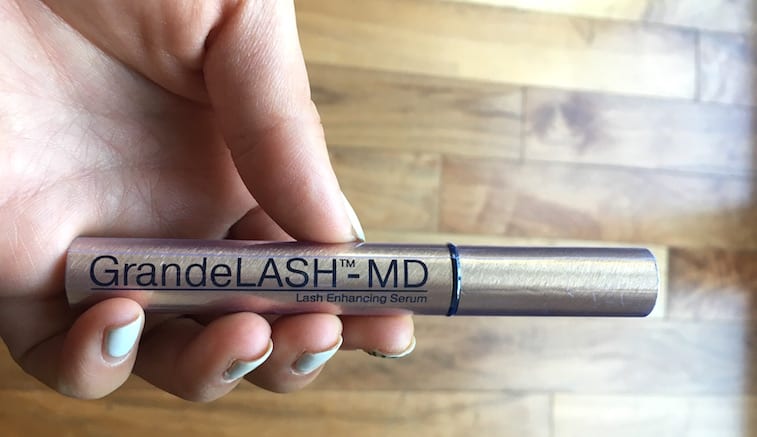 GrandeLASH™-MD
Lash Enhancing Serum